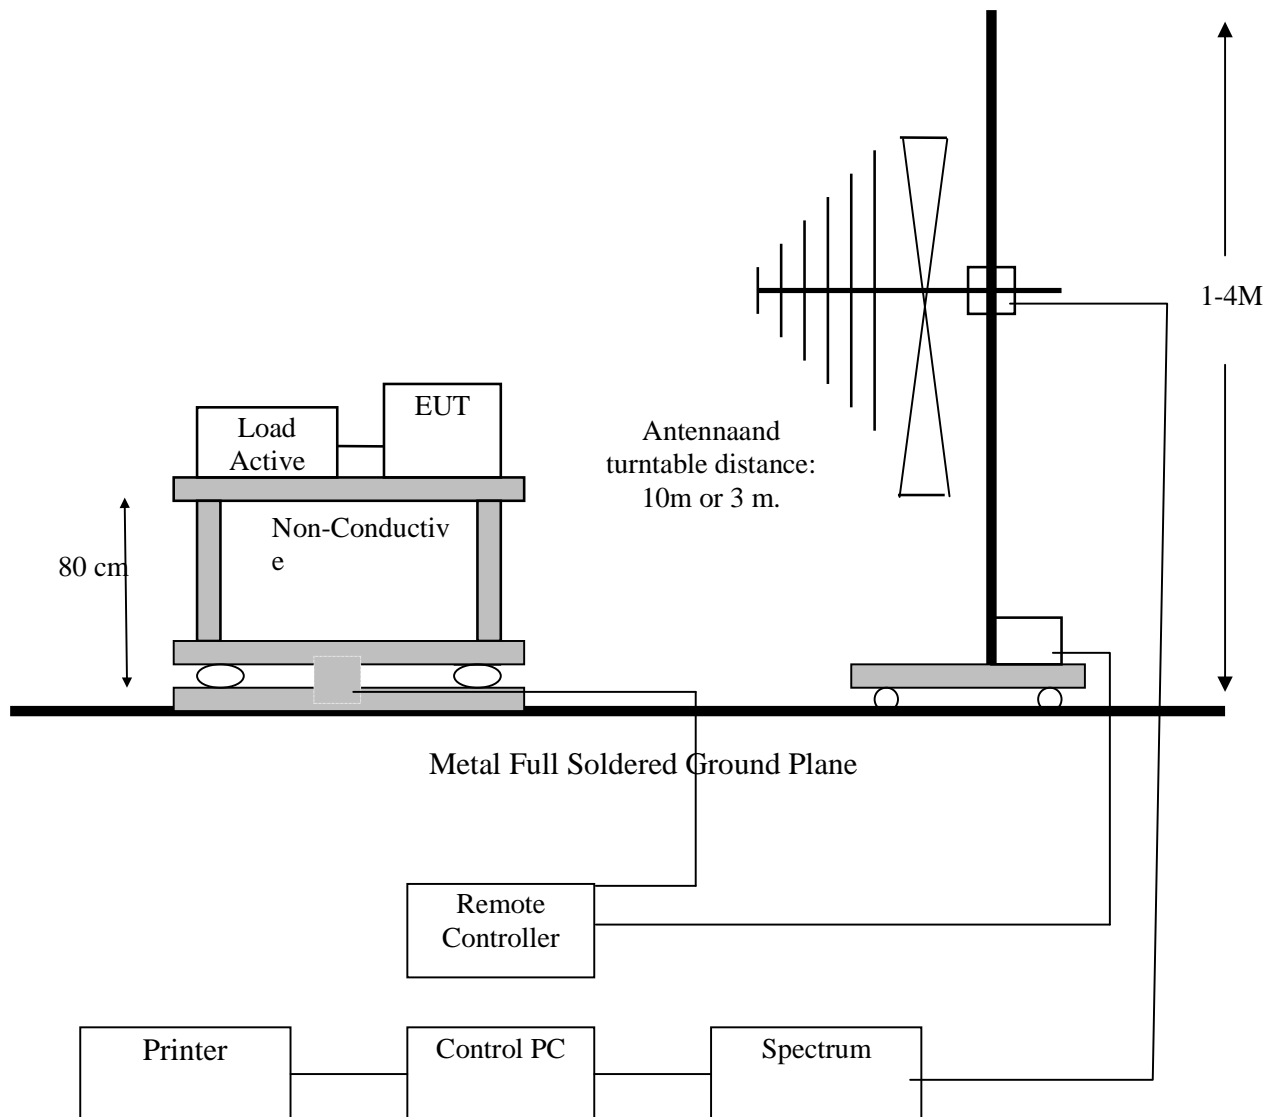 1-4M
EUT
Load
Active
Antennaand
turntable distance:
10m or 3 m.
Non-Conductiv
e
80 cm
Metal Full Soldered Ground Plane
Remote
Controller
Printer
Control PC
Spectrum